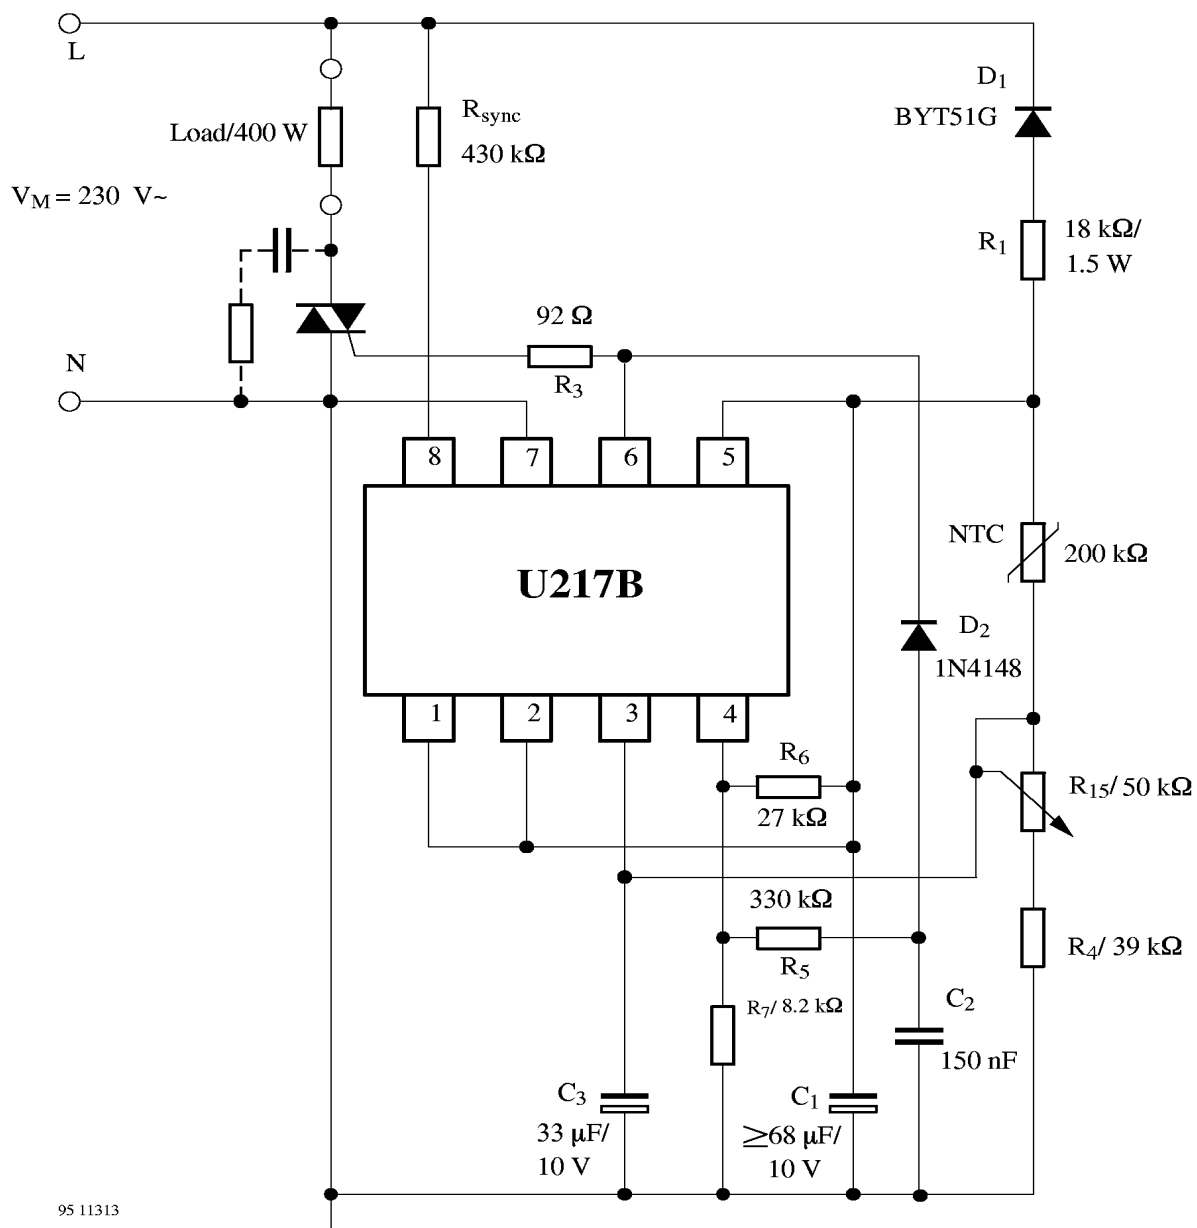 L
D1
BYT51G
Rsync
430 kΩ
Load/400 W
VM = 230 V~
R1
18 kΩ/
1.5 W
92 Ω
R3
N
8
7
6
5
NTC
200 kΩ
U217B
D2
1N4148
1
2
3
4
R6
27 kΩ
R15/ 50 kΩ
330 kΩ
R5
R4/ 39 kΩ
R7/ 8.2 kΩ
C2
150 nF
C3
33 μF/
10 V
C1
≥68 μF/
10 V
95 11313